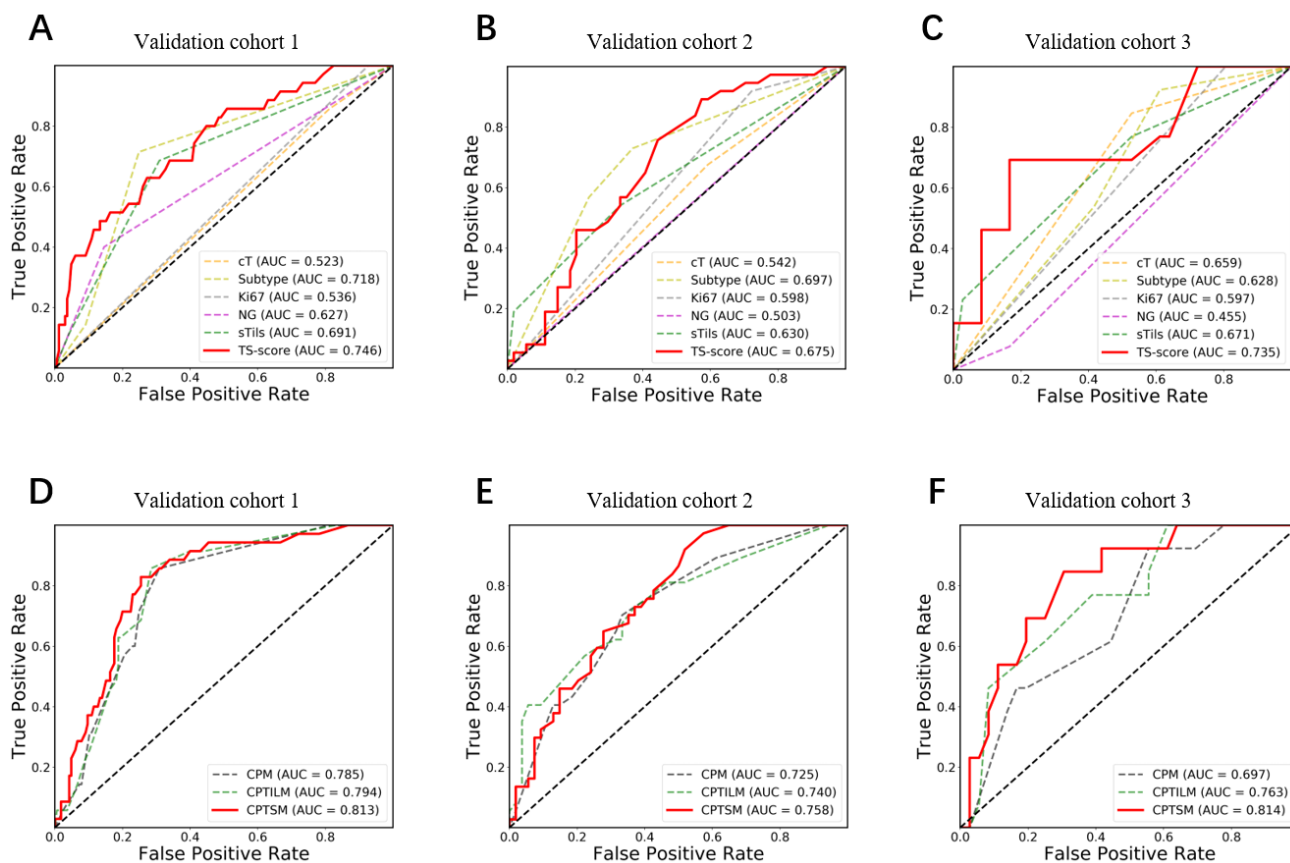 A
Validation cohort 1
True Positive Rate
0.8
0.6
0.4
0.2
0.0
0.2
0.4
0.6
0.8
False Positive Rate
cT (AUC = 0.523)
Subtype (AUC = 0.718)
Ki67 (AUC = 0.536)
NG (AUC = 0.627)
sTils (AUC = 0.691)
TS-score (AUC = 0.746)
B
Validation cohort 2
True Positive Rate
0.8
0.6
0.4
0.2
0.0
0.2
0.4
0.6
0.8
False Positive Rate
cT (AUC = 0.542)
Subtype (AUC = 0.697)
Ki67 (AUC = 0.598)
NG (AUC = 0.503)
sTils (AUC = 0.630)
TS-score (AUC = 0.675)
C
Validation cohort 3
True Positive Rate
0.8
0.6
0.4
0.2
0.0
0.2
0.4
0.6
0.8
False Positive Rate
cT (AUC = 0.659)
Subtype (AUC = 0.628)
Ki67 (AUC = 0.597)
NG (AUC = 0.455)
sTils (AUC = 0.671)
TS-score (AUC = 0.735)
D
Validation cohort 1
True Positive Rate
0.8
0.6
0.4
0.2
0.0
0.2
0.4
0.6
0.8
False Positive Rate
CPM (AUC = 0.785)
CPTILM (AUC = 0.794)
CPTSM (AUC = 0.813)
E
Validation cohort 2
True Positive Rate
0.8
0.6
0.4
0.2
0.0
0.2
0.4
0.6
0.8
False Positive Rate
CPM (AUC = 0.725)
CPTILM (AUC = 0.740)
CPTSM (AUC = 0.758)
F
Validation cohort 3
True Positive Rate
0.8
0.6
0.4
0.2
0.0
0.2
0.4
0.6
0.8
False Positive Rate
CPM (AUC = 0.697)
CPTILM (AUC = 0.763)
CPTSM (AUC = 0.814)